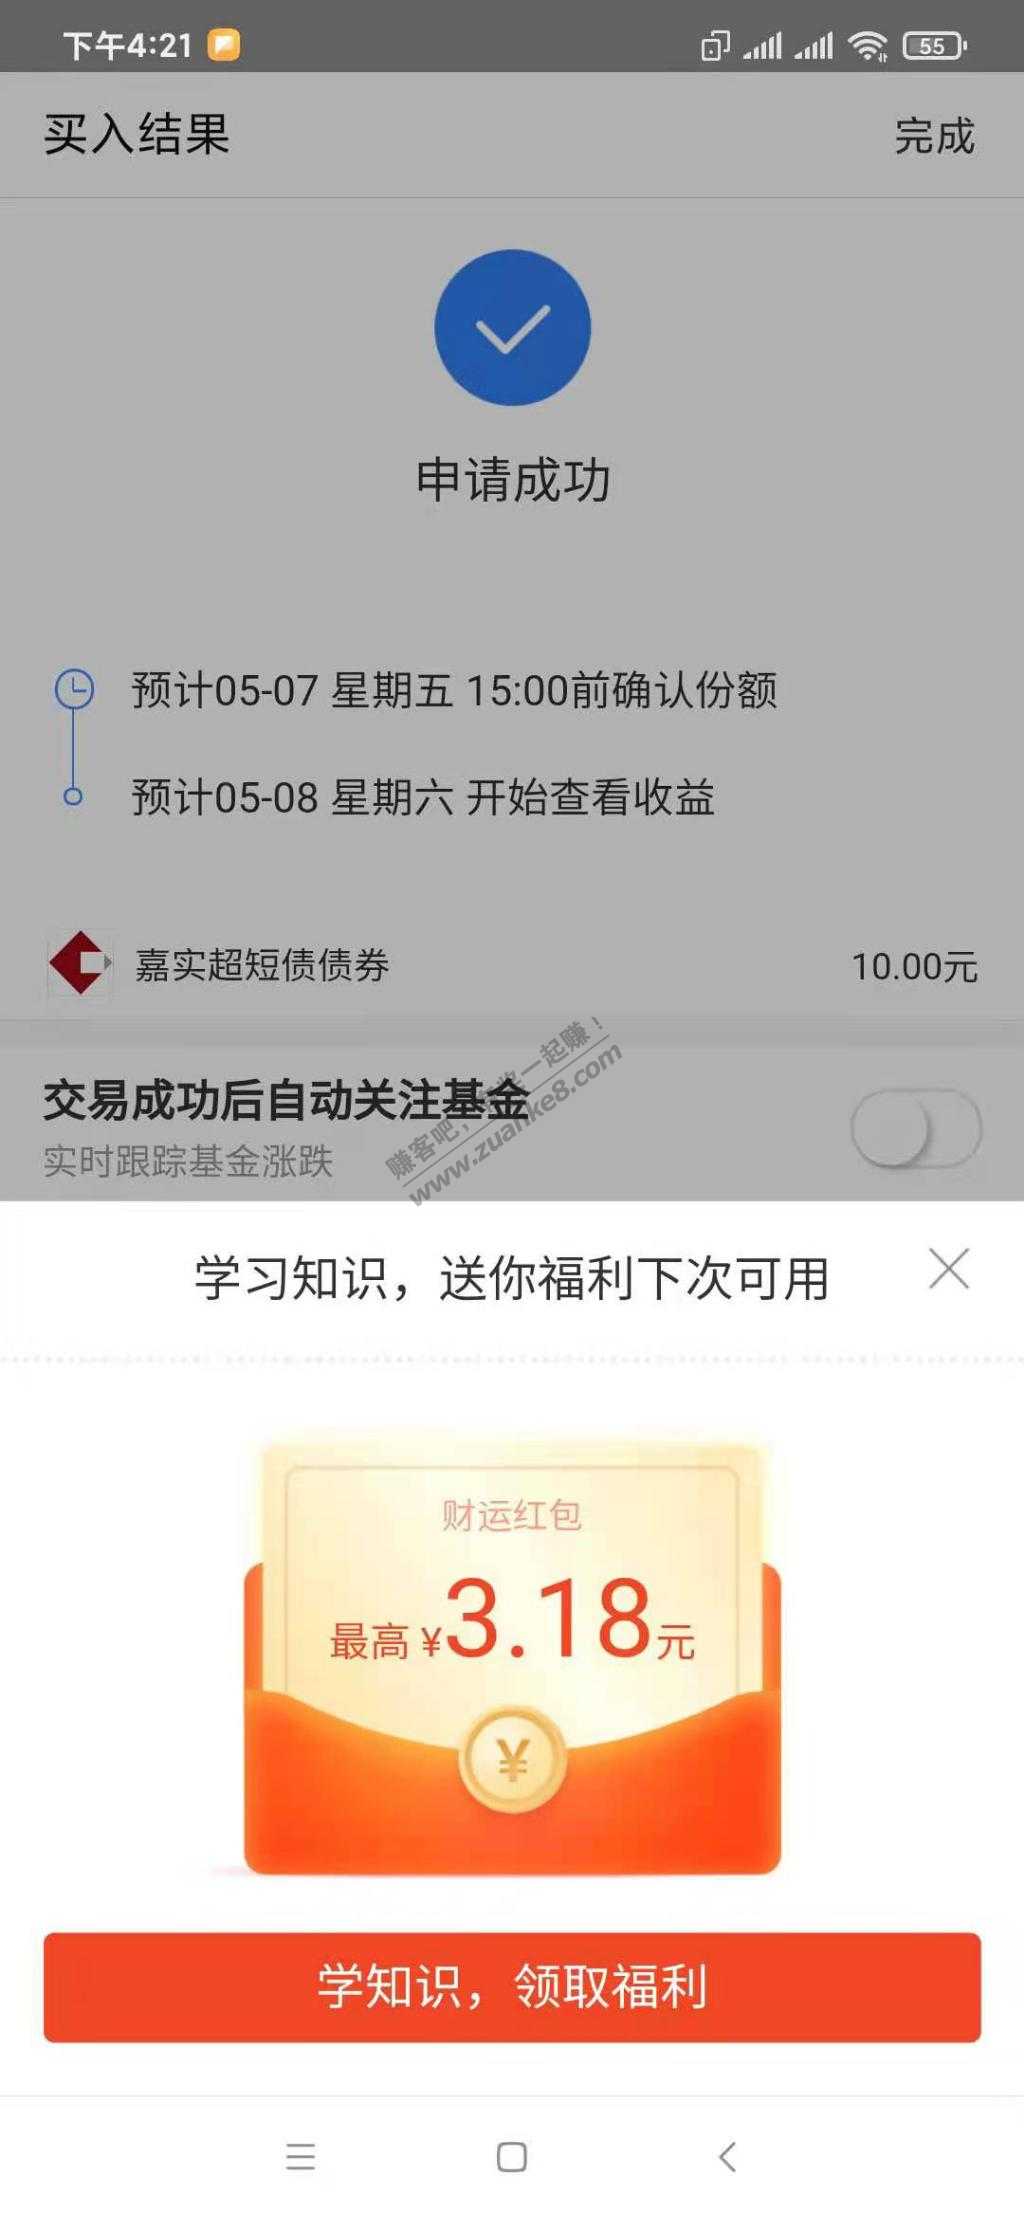 下午4:21
55
买入结果
完成
申请成功
预计05-07 星期五 15:00前确认份额
预计05-08 星期六 开始查看收益
嘉实超短债债券
10.00元
交易成功后自动关注基金
实时跟踪基金涨跌
赚客吧，有奖一起赚！
www.zuanke8.com
学习知识，送你福利下次可用
财运红包
最高 ¥3.18元
¥
学知识，领取福利